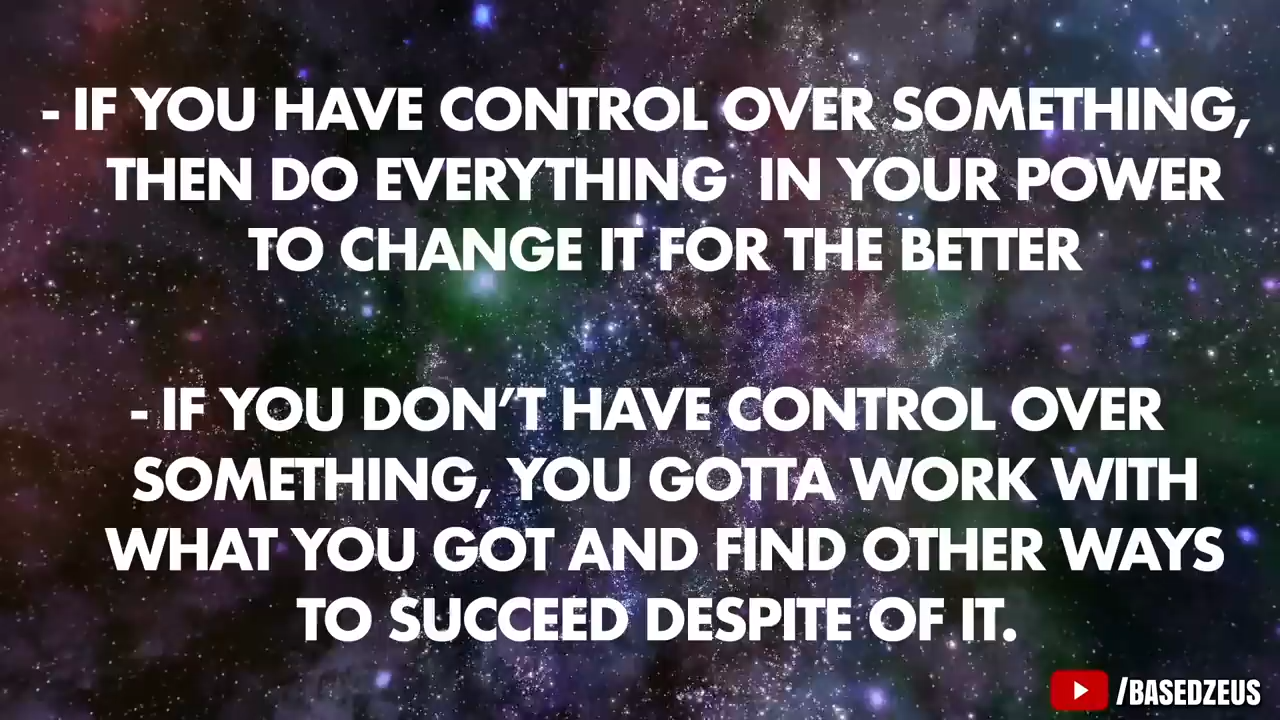 - IF YOU HAVE CONTROL OVER SOMETHING,
THEN DO EVERYTHING IN YOUR POWER
TO CHANGE IT FOR THE BETTER
- IF YOU DON'T HAVE CONTROL OVER
SOMETHING, YOU GOTTA WORK WITH
WHAT YOU GOT AND FIND OTHER WAYS
TO SUCCEED DESPITE OF IT.
/BASEDZEUS